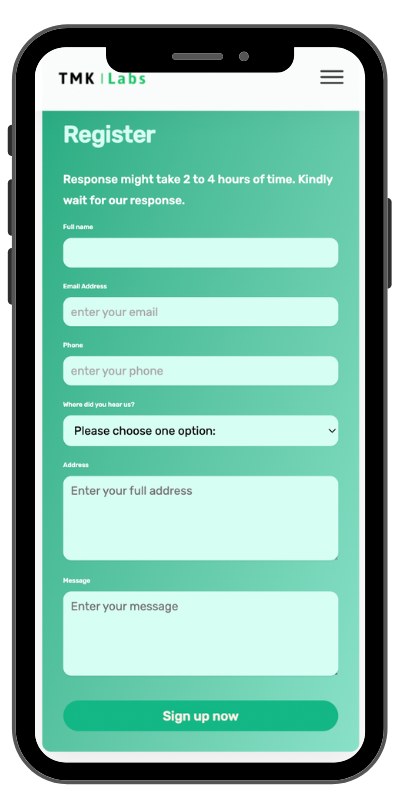 TMK | Labs
Register
Response might take 2 to 4 hours of time. Kindly
wait for our response.
Full name
Email Address
enter your email
Phone
enter your phone
Where did you hear us?
Please choose one option:
Address
Enter your full address
Message
Enter your message
Sign up now